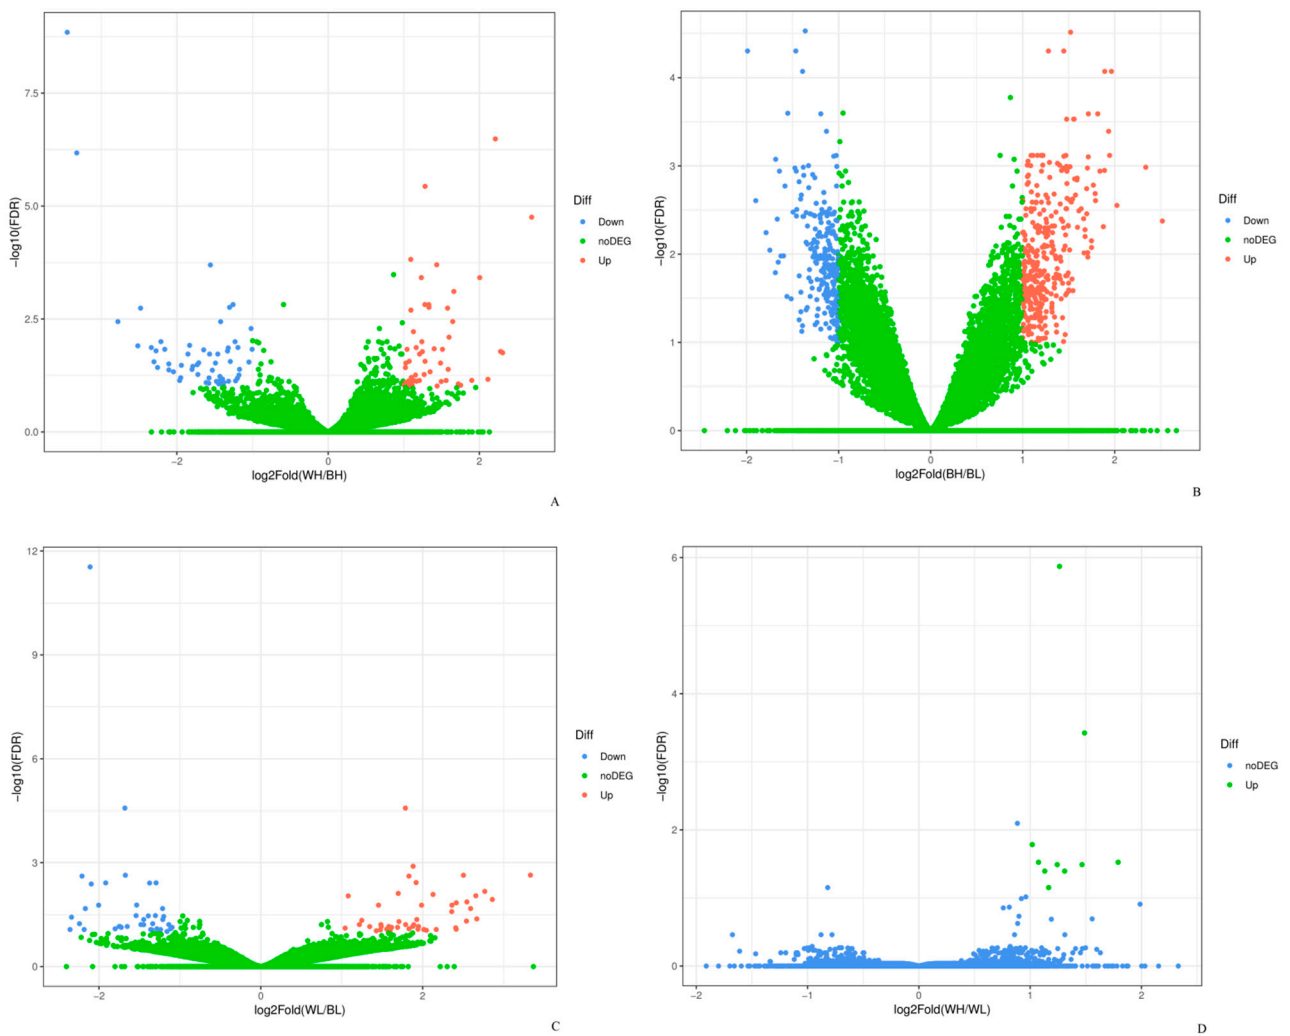 7.5
5.0
2.5
0.0
−log10(FDR)
−2
0
2
log2Fold(WH/BH)
Diff
Down
noDEG
Up
A
4
3
2
1
0
−log10(FDR)
−2
−1
0
1
2
log2Fold(BH/BL)
Diff
Down
noDEG
Up
B
12
9
6
3
0
−log10(FDR)
−2
0
2
log2Fold(WL/BL)
Diff
Down
noDEG
Up
C
6
4
2
0
−log10(FDR)
−2
−1
0
1
2
log2Fold(WH/WL)
Diff
noDEG
Up
D